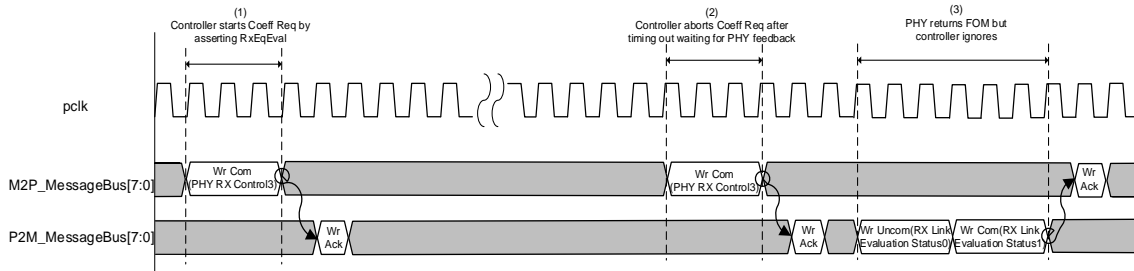 (1)
Controller starts Coeff Req by
asserting RxEqEval
(2)
Controller aborts Coeff Req after
timing out waiting for PHY feedback
(3)
PHY returns FOM but
controller ignores
pclk
M2P_MessageBus[7:0]
Wr Com
(PHY RX Control3)
Wr Com
(PHY RX Control3)
Wr
Ack
P2M_MessageBus[7:0]
Wr
Ack
Wr
Ack
Wr Uncom(RX Link
Evaluation Status0)
Wr Com(RX Link
Evaluation Status1)